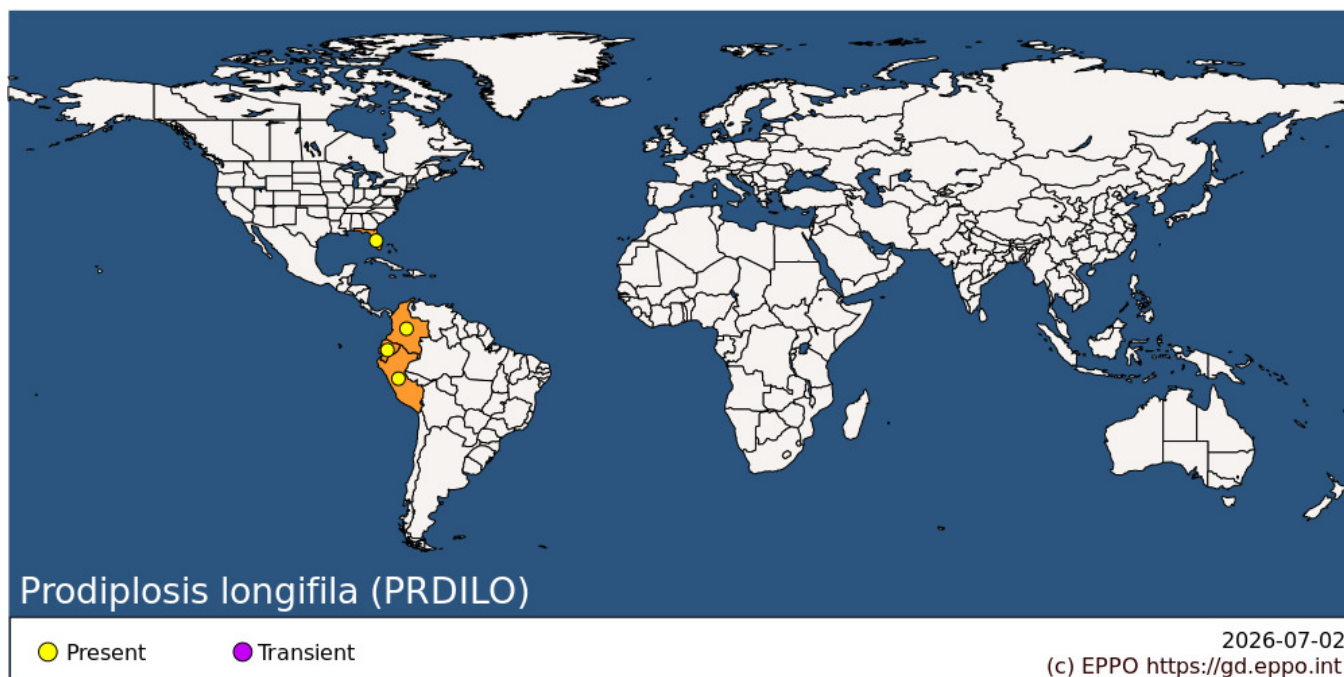 Prodiplosis longifila (PRDILO)
Present
Transient
2026-07-02
(c) EPPO https://gd.eppo.int